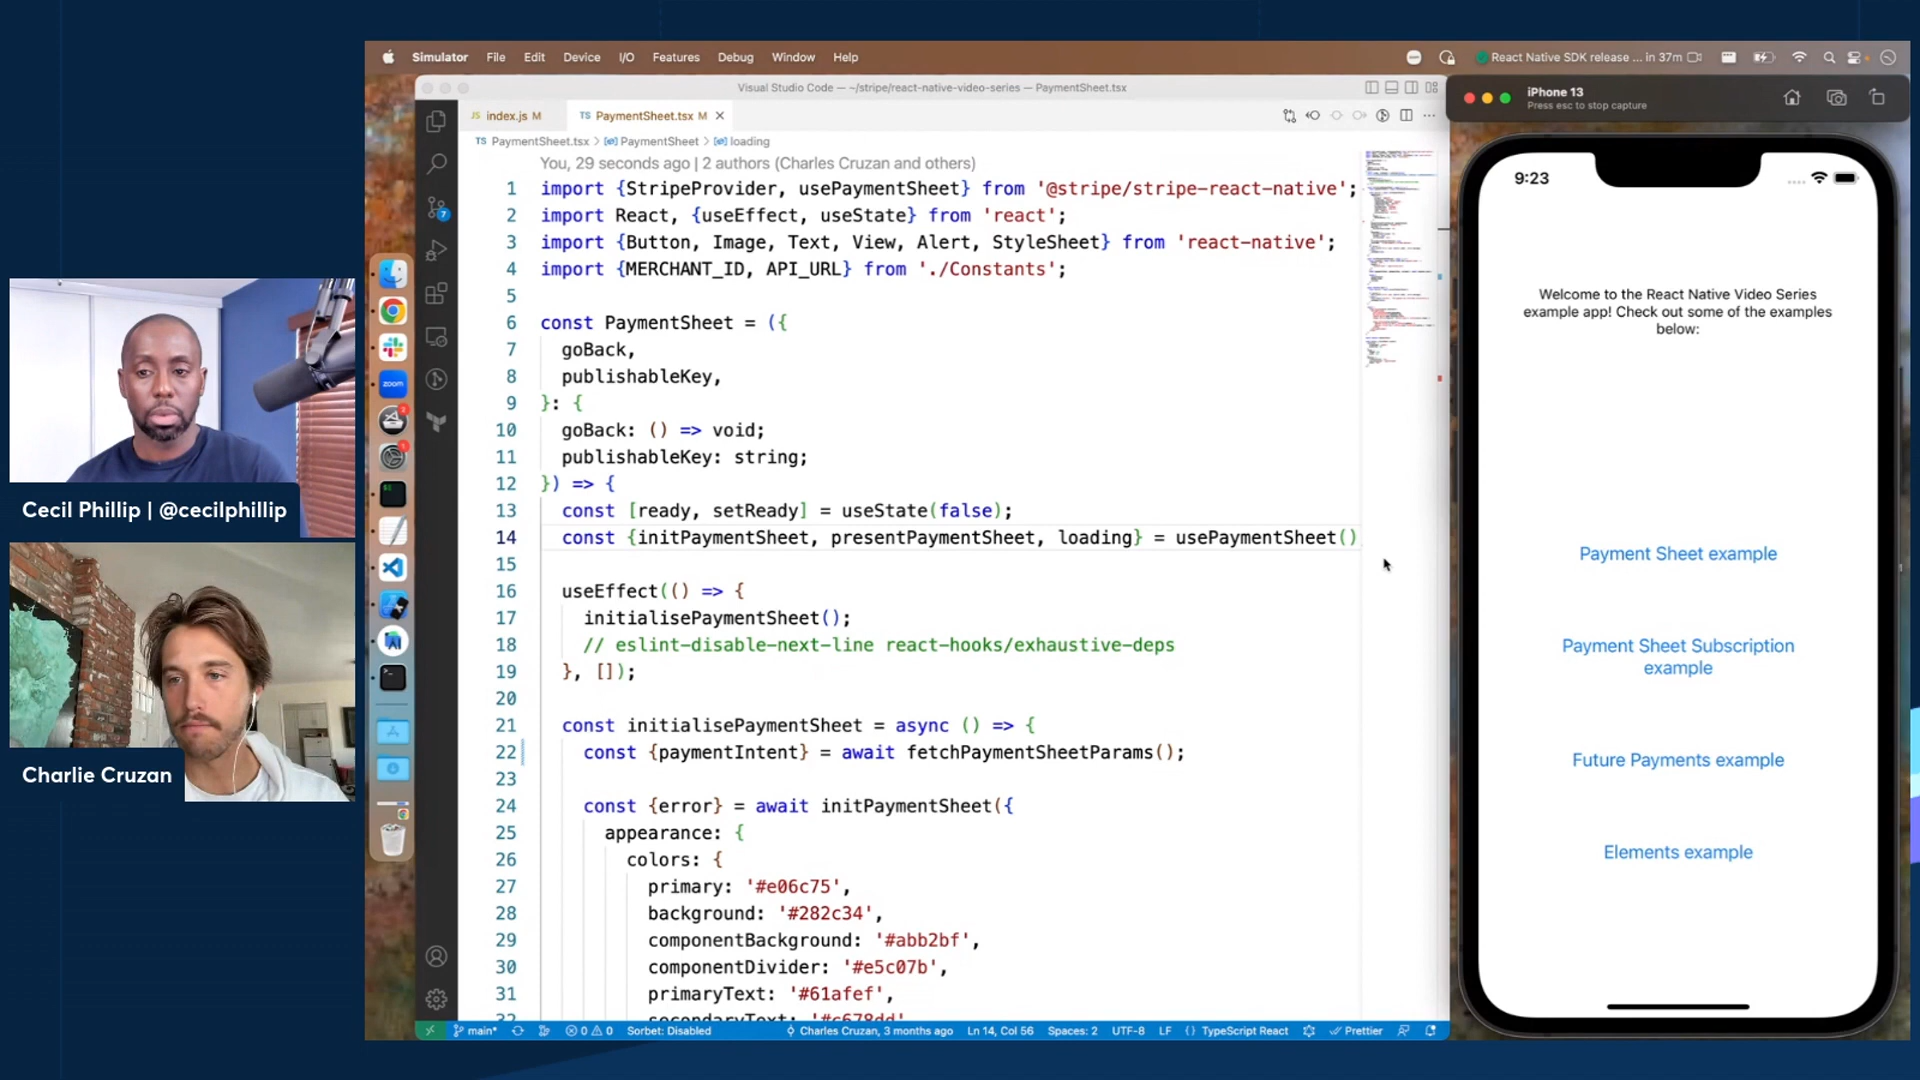 Simulator File Edit Device I/O Features Debug Window Help
React Native SDK release ... in 37m
Visual Studio Code — ~/stripe/react-native-video-series — PaymentSheet.tsx
JS index.js M
TS PaymentSheet.tsx M
TS PaymentSheet.tsx > PaymentSheet > loading
You, 29 seconds ago | 2 authors (Charles Cruzan and others)
1 import {StripeProvider, usePaymentSheet} from '@stripe/stripe-react-native';
2 import React, {useEffect, useState} from 'react';
3 import {Button, Image, Text, View, Alert, StyleSheet} from 'react-native';
4 import {MERCHANT_ID, API_URL} from './Constants';
5
6 const PaymentSheet = ({
7 goBack,
8 publishableKey,
9 }: {
10 goBack: () => void;
11 publishableKey: string;
12 }) => {
13 const [ready, setReady] = useState(false);
14 const {initPaymentSheet, presentPaymentSheet, loading} = usePaymentSheet()
15
16 useEffect(() => {
17 initialisePaymentSheet();
18 // eslint-disable-next-line react-hooks/exhaustive-deps
19 }, []);
20
21 const initialisePaymentSheet = async () => {
22 const {paymentIntent} = await fetchPaymentSheetParams();
23
24 const {error} = await initPaymentSheet({
25 appearance: {
26 colors: {
27 primary: '#e06c75',
28 background: '#282c34',
29 componentBackground: '#abb2bf',
30 componentDivider: '#e5c07b',
31 primaryText: '#61afef',
32 secondaryText: '#c678dd',
main* 0 0 Sorbet: Disabled Charles Cruzan, 3 months ago Ln 14, Col 56 Spaces: 2 UTF-8 LF TypeScript React Prettier
7
zoom
iPhone 13
Press esc to stop capture
9:23
Welcome to the React Native Video Series
example app! Check out some of the examples
below:
Payment Sheet example
Payment Sheet Subscription
example
Future Payments example
Elements example
Cecil Phillip | @cecilphillip
Charlie Cruzan